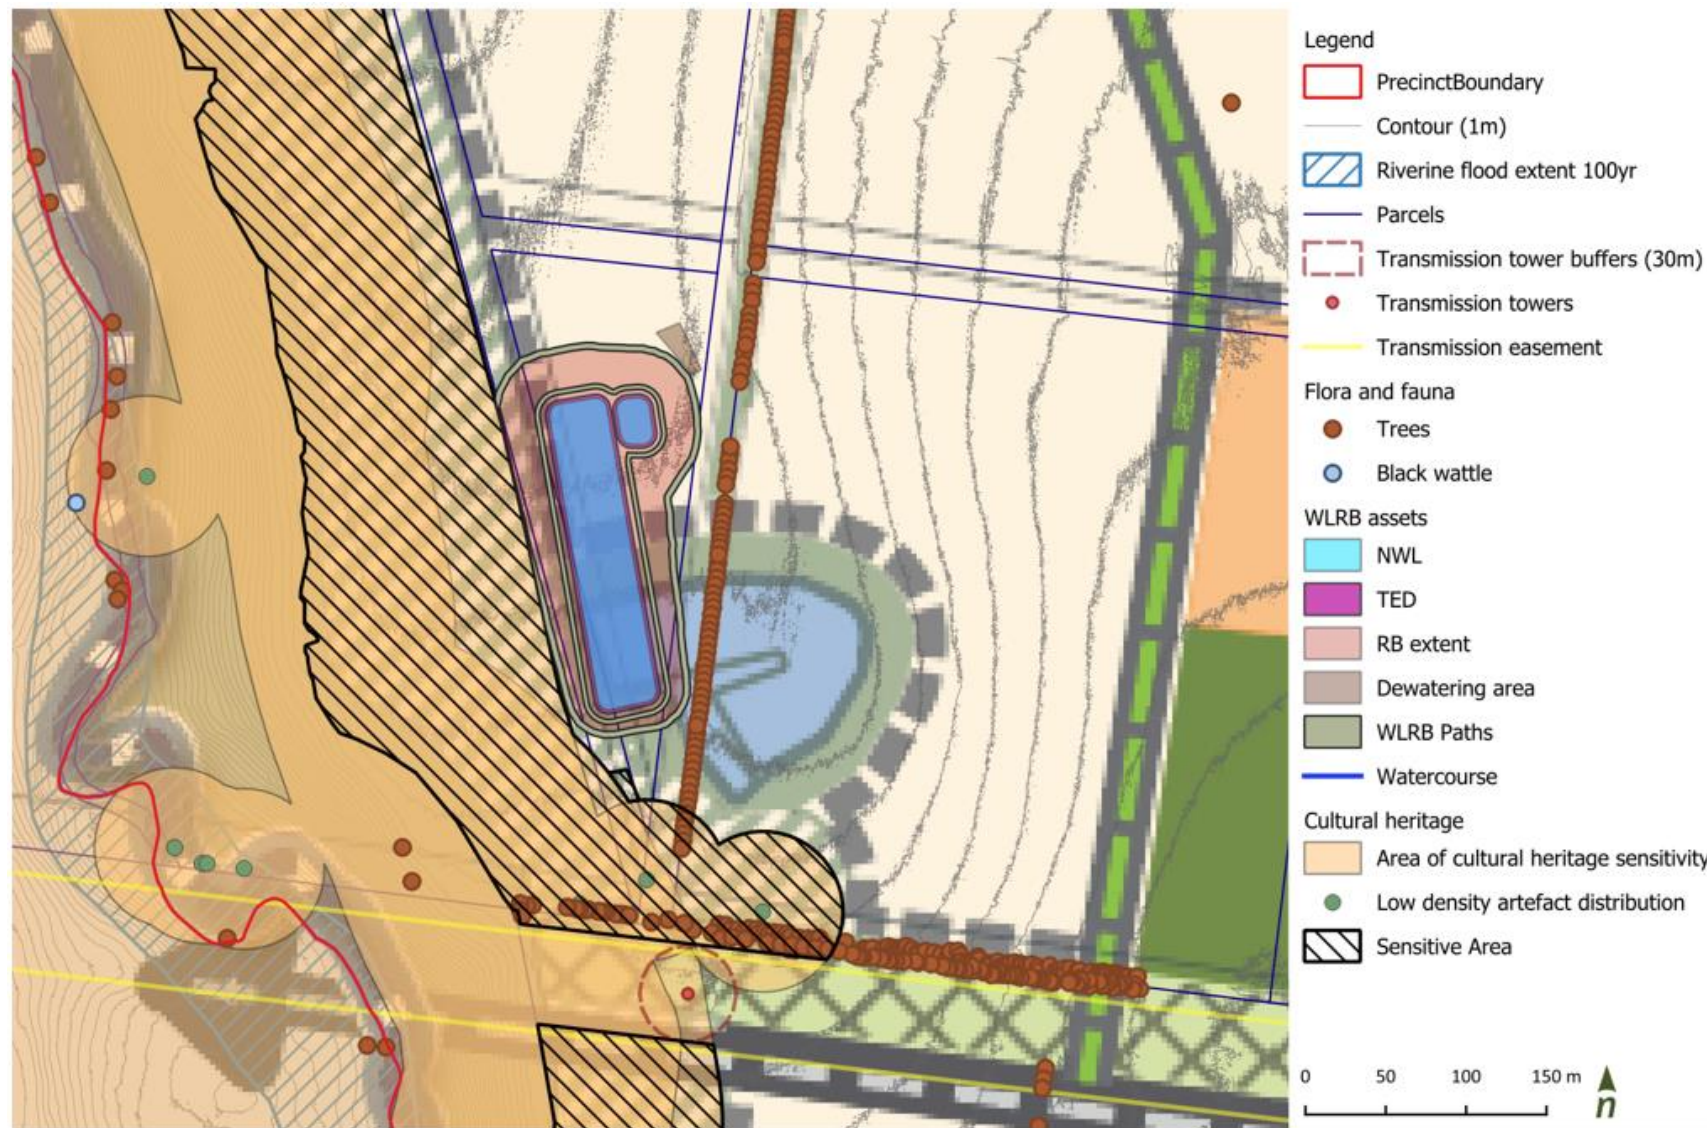 Legend
PrecinctBoundary
Contour (1m)
Riverine flood extent 100yr
Parcels
Transmission tower buffers (30m)
Transmission towers
Transmission easement
Flora and fauna
Trees
Black wattle
WLRB assets
NWL
TED
RB extent
Dewatering area
WLRB Paths
Watercourse
Cultural heritage
Area of cultural heritage sensitivity
Low density artefact distribution
Sensitive Area
0 50 100 150 m
n